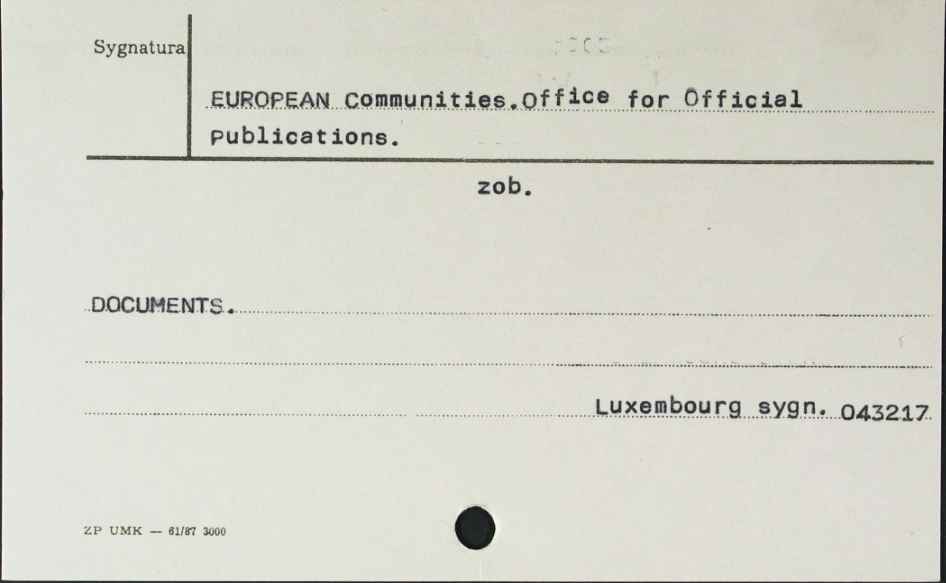 Sygnatura
EUROPEAN Communities.Office for Official
Publications.
zob.
DOCUMENTS.
Luxembourg sygn. 043217
ZP UMK — 61/87 3000